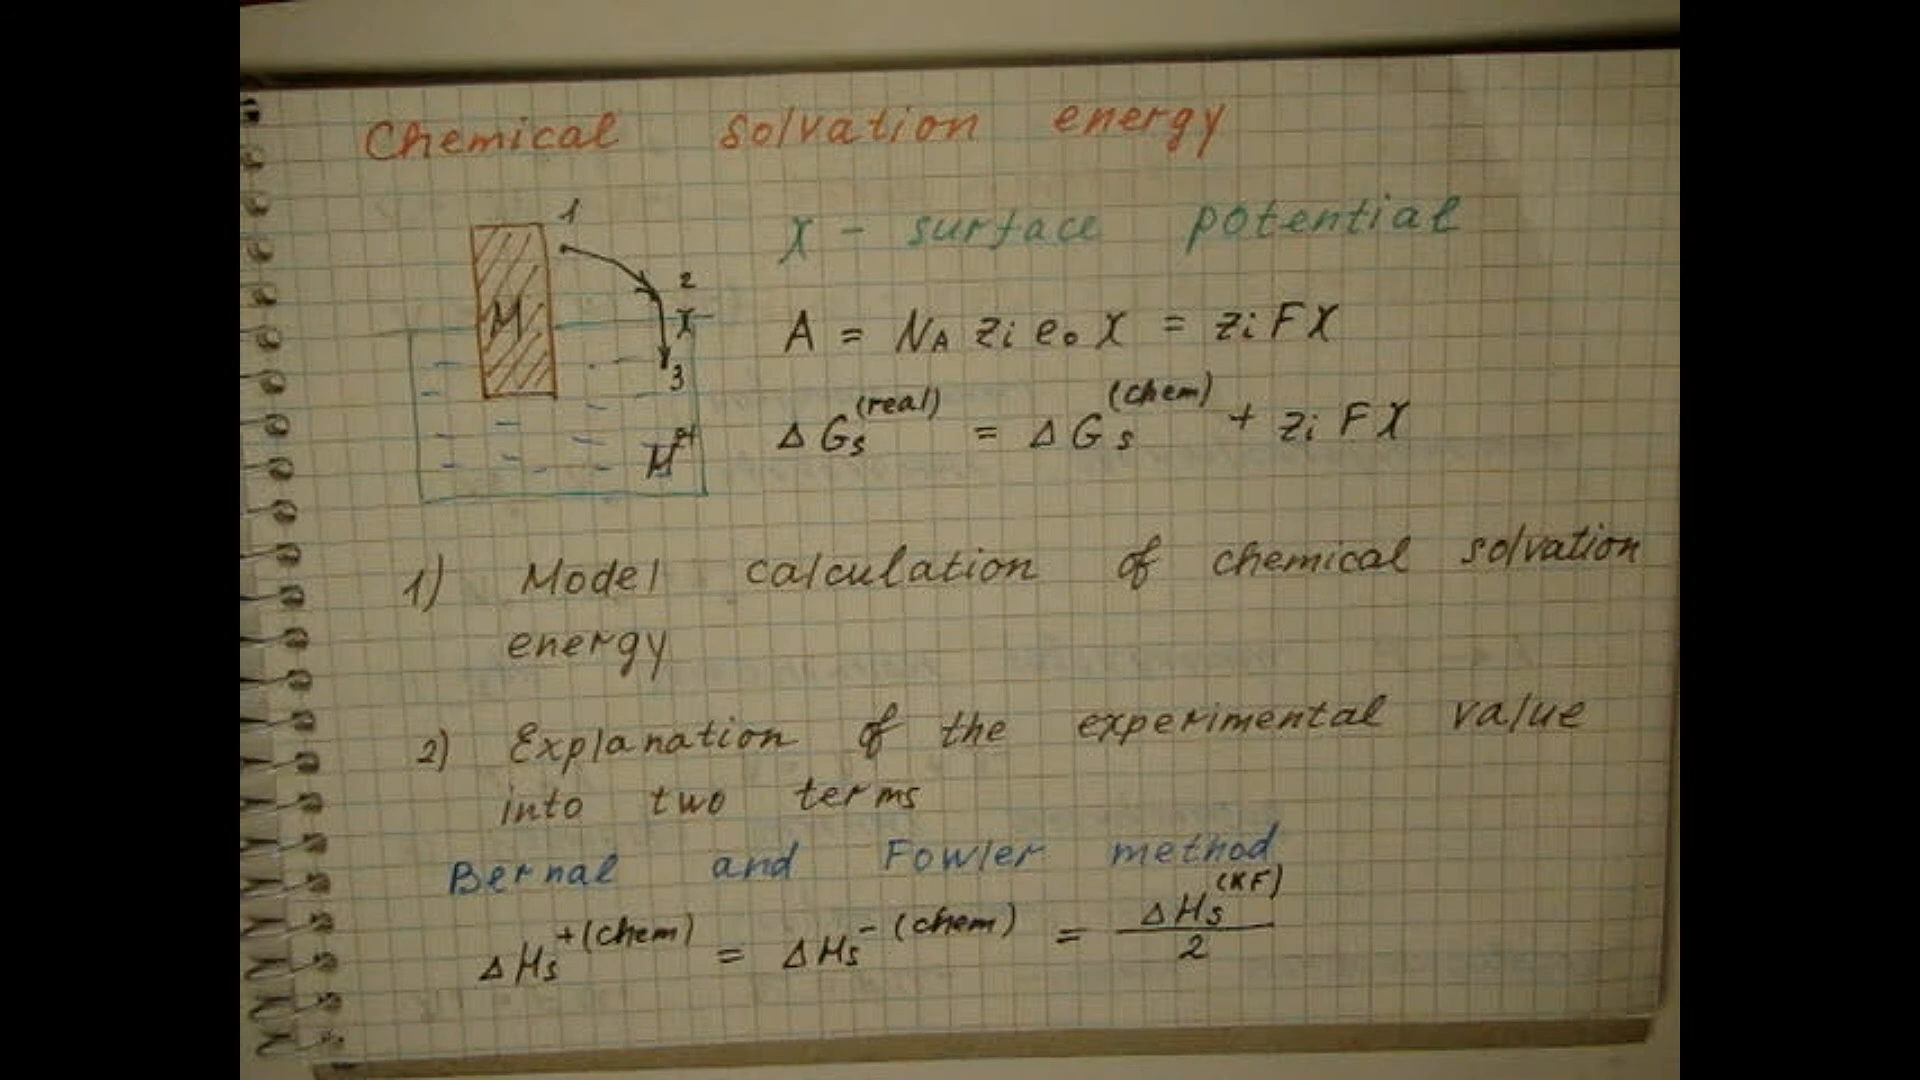 Chemical solvation energy
1
M
2
χ
3
M^z+
χ - surface potential
A = N_A z_i e_0 χ = z_i F χ
ΔG_s^(real) = ΔG_s^(chem) + z_i F χ
1) Model calculation of chemical solvation
energy
2) Explanation of the experimental value
into two terms
Bernal and Fowler method
ΔH_s^+(chem) = ΔH_s^-(chem) = ΔH_s^(KF) / 2